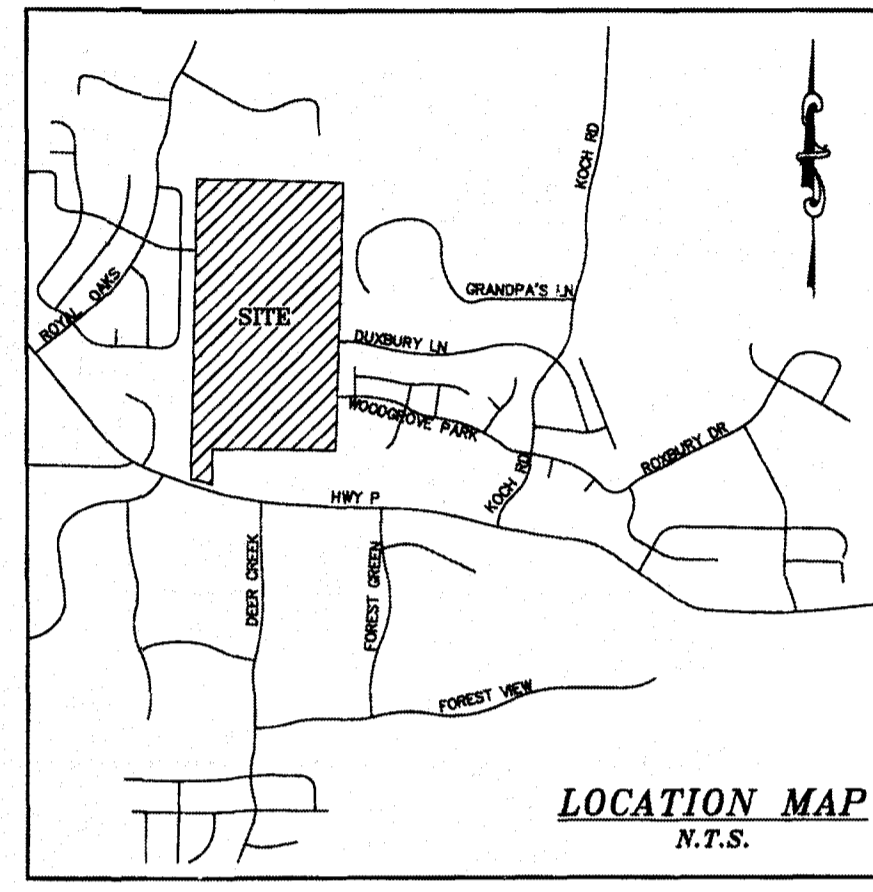 KOCH RD
GRANDPA'S LN
ROYAL OAKS
SITE
DUXBURY LN
WOODGROVE PARK
ROXBURY DR
KOCH RD
HWY P
DEER CREEK
FOREST GREEN
FOREST VIEW
LOCATION MAP
N.T.S.